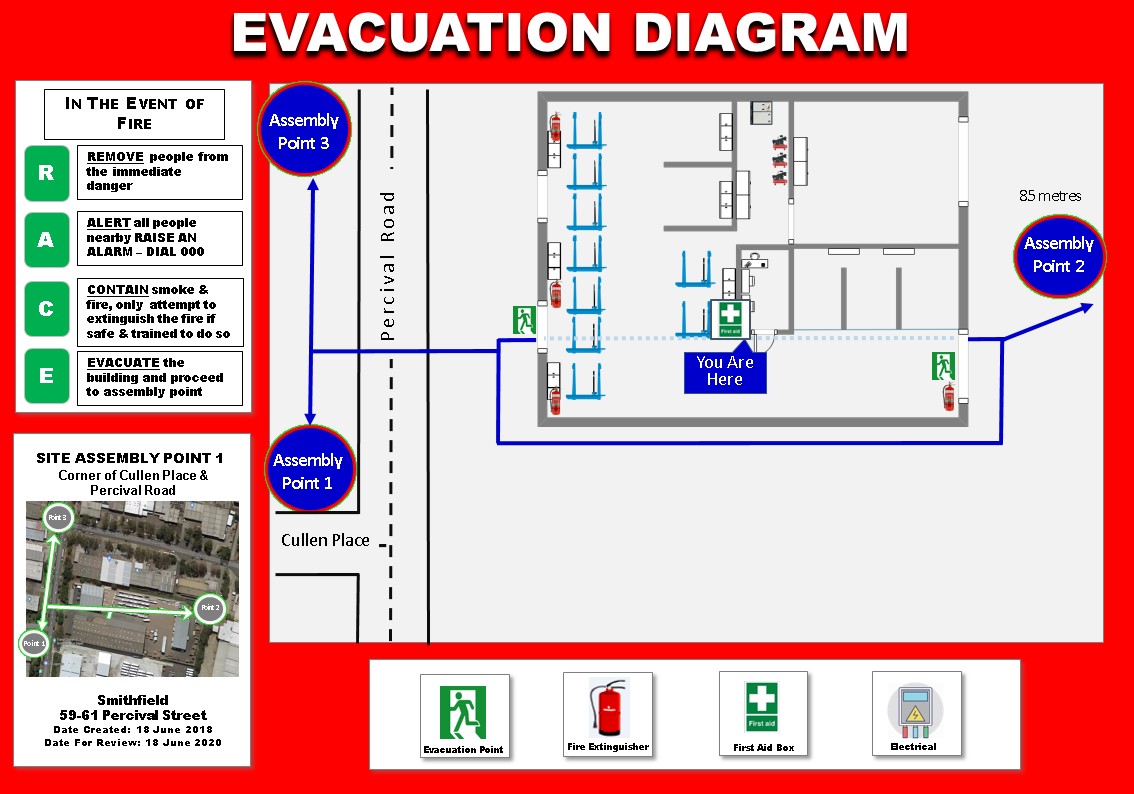 EVACUATION DIAGRAM
IN THE EVENT OF
FIRE
R
REMOVE people from
the immediate
danger
A
ALERT all people
nearby RAISE AN
ALARM – DIAL 000
C
CONTAIN smoke &
fire, only attempt to
extinguish the fire if
safe & trained to do so
E
EVACUATE the
building and proceed
to assembly point
SITE ASSEMBLY POINT 1
Corner of Cullen Place &
Percival Road
Point 3
Point 2
Point 1
Smithfield
59-61 Percival Street
Date Created: 18 June 2018
Date For Review: 18 June 2020
Assembly
Point 3
Percival Road
85 metres
Assembly
Point 2
First aid
You Are
Here
Assembly
Point 1
Cullen Place
Evacuation Point
Fire Extinguisher
First aid
First Aid Box
Electrical